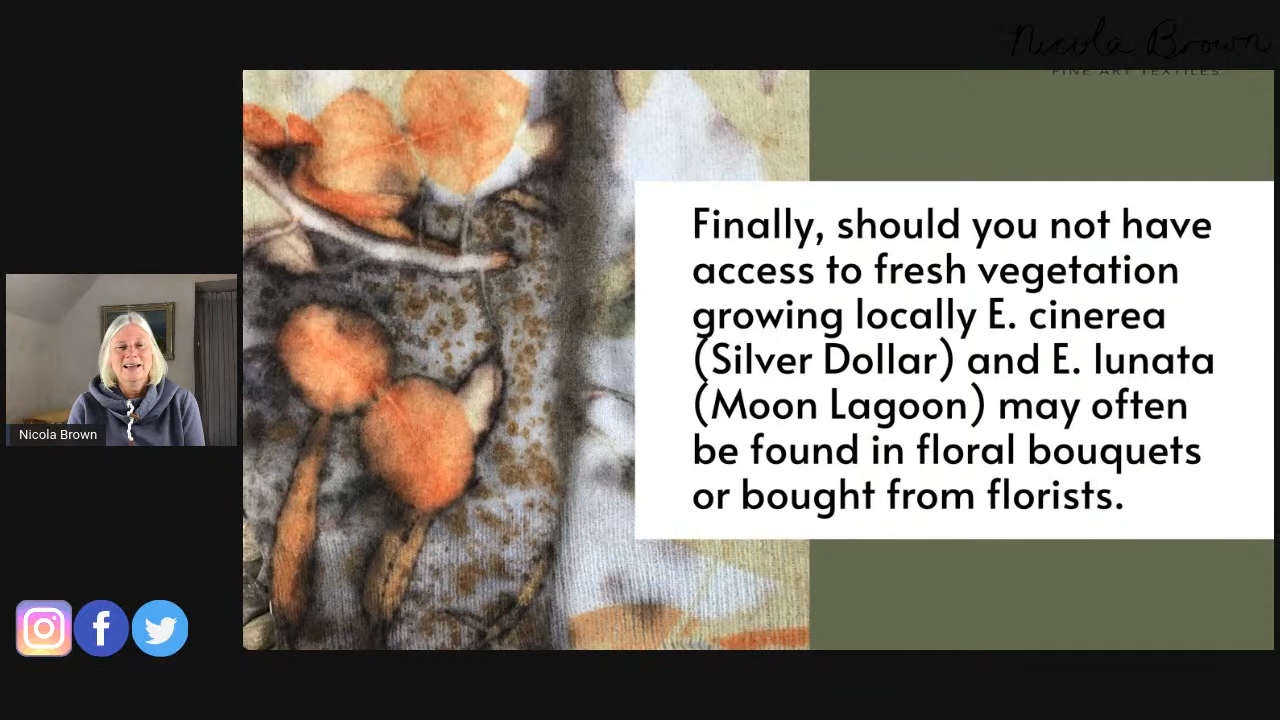 Nicola Brown
FINE ART TEXTILES
Finally, should you not have
access to fresh vegetation
growing locally E. cinerea
(Silver Dollar) and E. lunata
(Moon Lagoon) may often
be found in floral bouquets
or bought from florists.
Nicola Brown